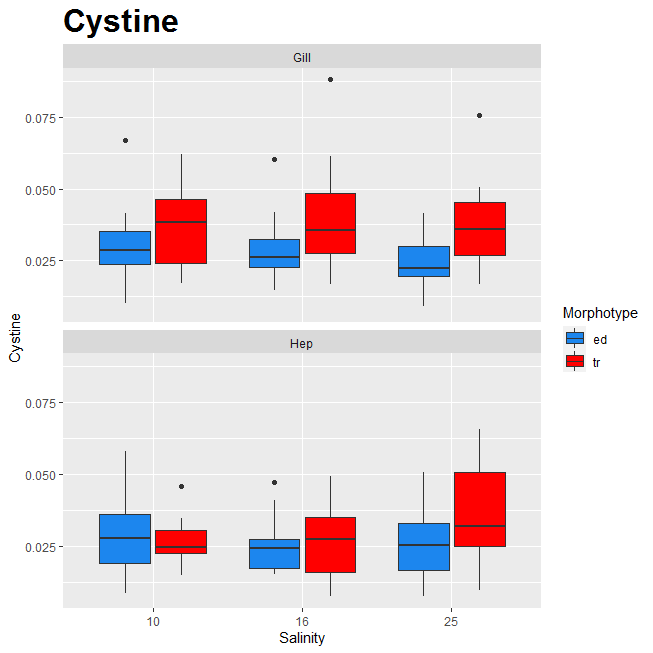 Cystine
Gill
0.075
0.050
0.025
Hep
0.075
0.050
0.025
10 16 25
Salinity
Cystine
Morphotype
ed
tr